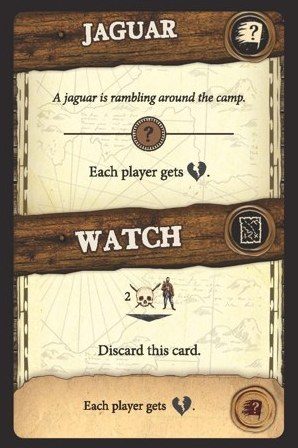 JAGUAR
?
A jaguar is rambling around the camp.
?
Each player gets 💔.
WATCH
2
Discard this card.
Each player gets 💔.
?